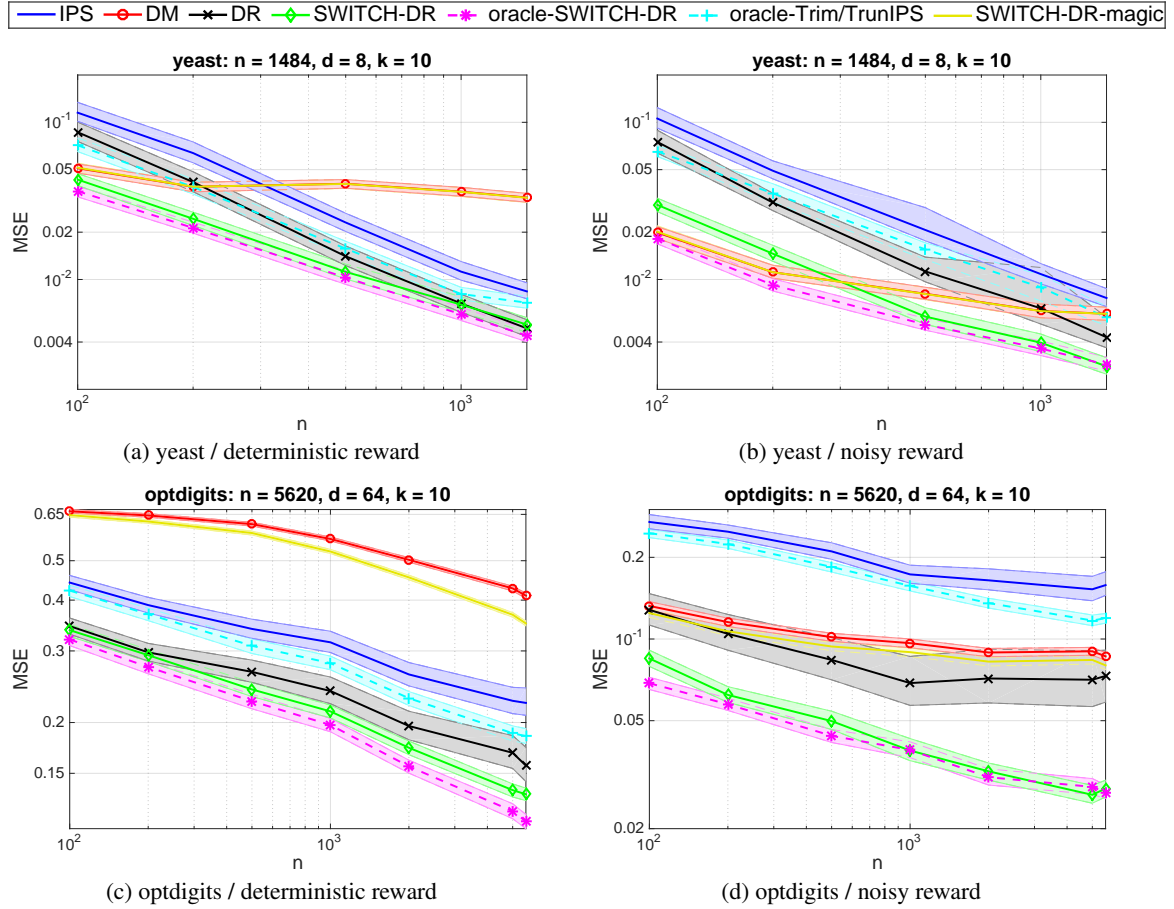 IPS DM DR SWITCH-DR oracle-SWITCH-DR oracle-Trim/TrunIPS SWITCH-DR-magic
yeast: n = 1484, d = 8, k = 10
MSE
10^-1
0.05
0.02
10^-2
0.004
10^2
10^3
n
(a) yeast / deterministic reward
yeast: n = 1484, d = 8, k = 10
MSE
10^-1
0.05
0.02
10^-2
0.004
10^2
10^3
n
(b) yeast / noisy reward
optdigits: n = 5620, d = 64, k = 10
MSE
0.65
0.5
0.4
0.3
0.2
0.15
10^2
10^3
n
(c) optdigits / deterministic reward
optdigits: n = 5620, d = 64, k = 10
MSE
0.2
10^-1
0.05
0.02
10^2
10^3
n
(d) optdigits / noisy reward